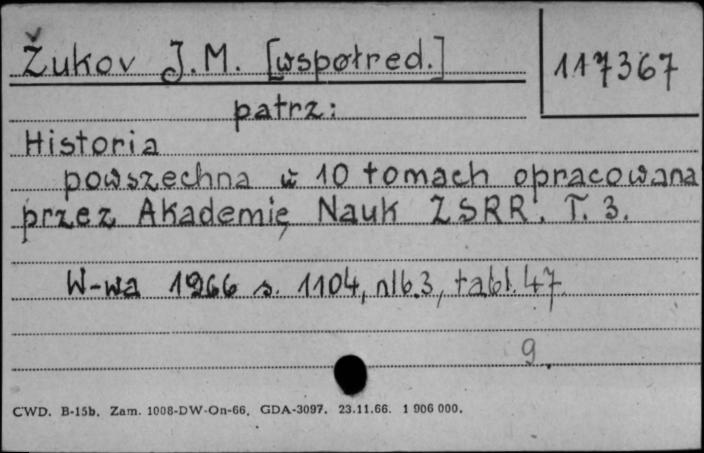 Žukov J.M. [współred.]
117367
patrz:
Historia
powszechna w 10 tomach opracowana
przez Akademię Nauk ZSRR. T. 3.
W-wa 1966 s. 1104, nlb.3, tabl.47.
9.
CWD. B-15b. Zam. 1008-DW-On-66. GDA-3097. 23.11.66. 1 906 000.